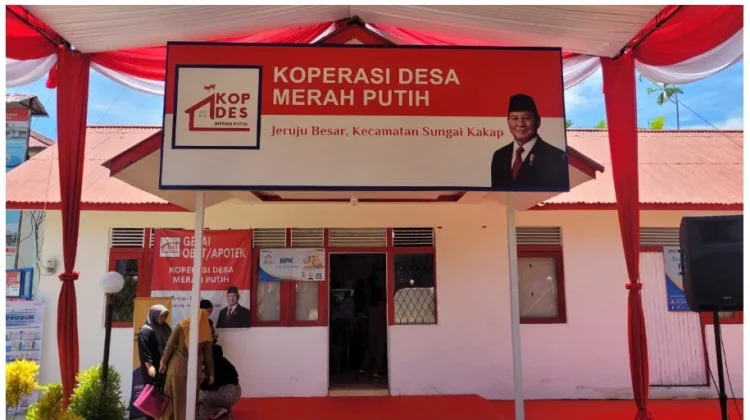 KOPERASI DESA
MERAH PUTIH
Jeruju Besar, Kecamatan Sungai Kakap
KOP
DES
MERAH PUTIH
GERAI
OBAT/APOTEK
KOPERASI DESA
MERAH PUTIH
RPK